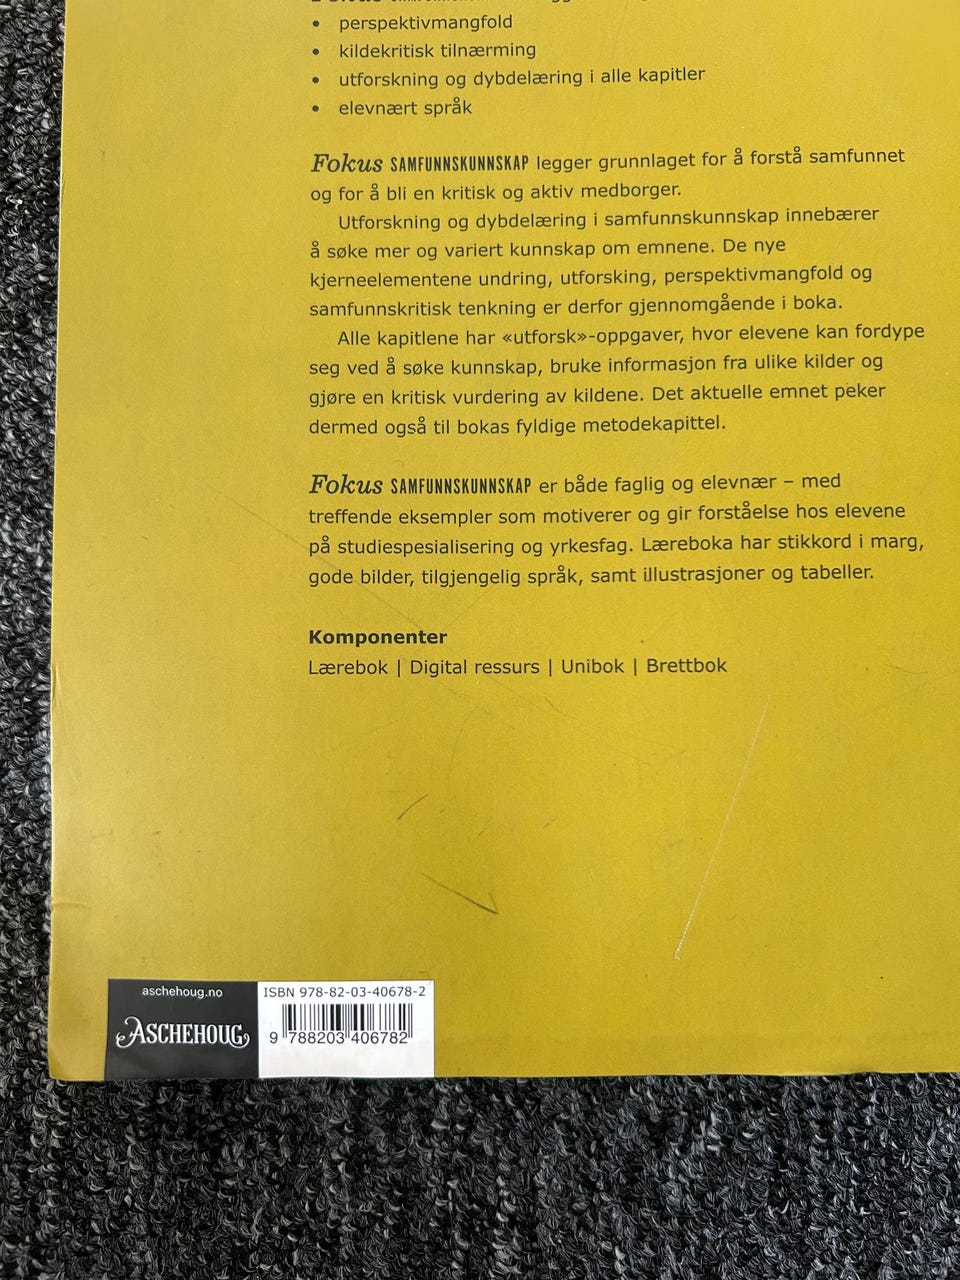 perspektivmangfold
kildekritisk tilnærming
utforskning og dybdelæring i alle kapitler
elevnært språk
Fokus SAMFUNNSKUNNSKAP legger grunnlaget for å forstå samfunnet
og for å bli en kritisk og aktiv medborger.
Utforskning og dybdelæring i samfunnskunnskap innebærer
å søke mer og variert kunnskap om emnene. De nye
kjerneelementene undring, utforsking, perspektivmangfold og
samfunnskritisk tenkning er derfor gjennomgående i boka.
Alle kapitlene har «utforsk»-oppgaver, hvor elevene kan fordype
seg ved å søke kunnskap, bruke informasjon fra ulike kilder og
gjøre en kritisk vurdering av kildene. Det aktuelle emnet peker
dermed også til bokas fyldige metodekapittel.
Fokus SAMFUNNSKUNNSKAP er både faglig og elevnær – med
treffende eksempler som motiverer og gir forståelse hos elevene
på studiespesialisering og yrkesfag. Læreboka har stikkord i marg,
gode bilder, tilgjengelig språk, samt illustrasjoner og tabeller.
Komponenter
Lærebok | Digital ressurs | Unibok | Brettbok
aschehoug.no
ASCHEHOUG
ISBN 978-82-03-40678-2
9 788203 406782